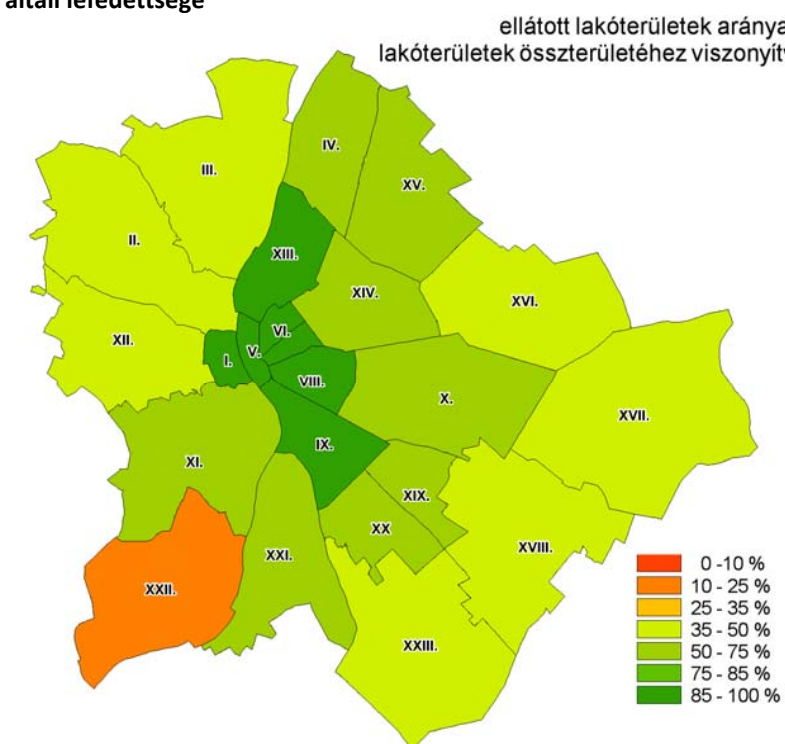 általi lefedettsége
ellátott lakóterületek aránya
lakóterületek összterületéhez viszonyítv
IV.
III.
XV.
II.
XIII.
XIV.
XVI.
VI.
XII.
V.
I.
VIII.
X.
XVII.
IX.
XI.
XIX.
XX
XVIII.
XXI.
XXII.
XXIII.
0 -10 %
10 - 25 %
25 - 35 %
35 - 50 %
50 - 75 %
75 - 85 %
85 - 100 %